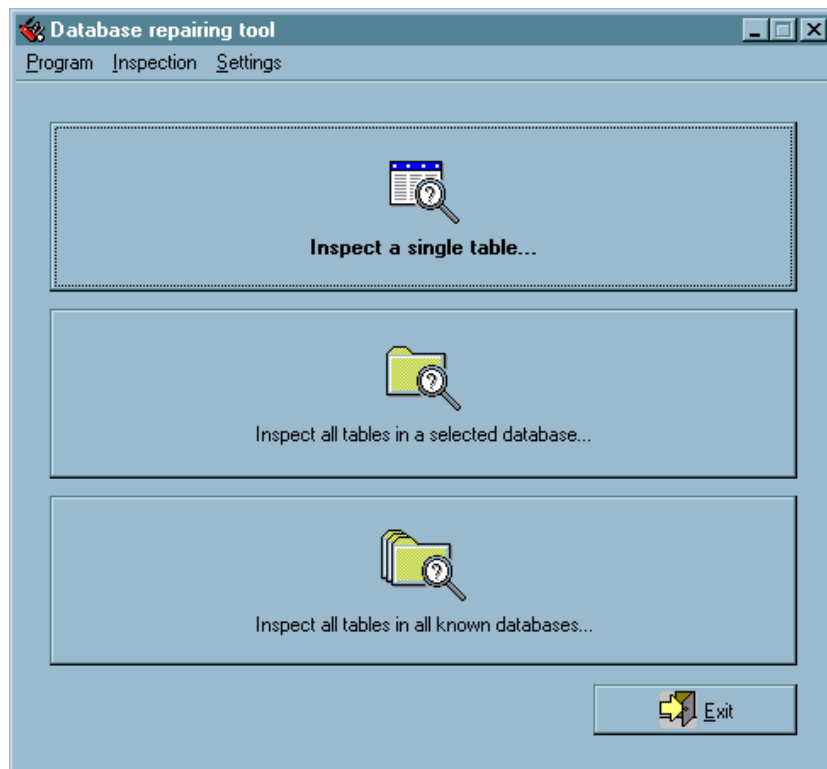 Database repairing tool
Program Inspection Settings
Inspect a single table...
Inspect all tables in a selected database...
Inspect all tables in all known databases...
Exit